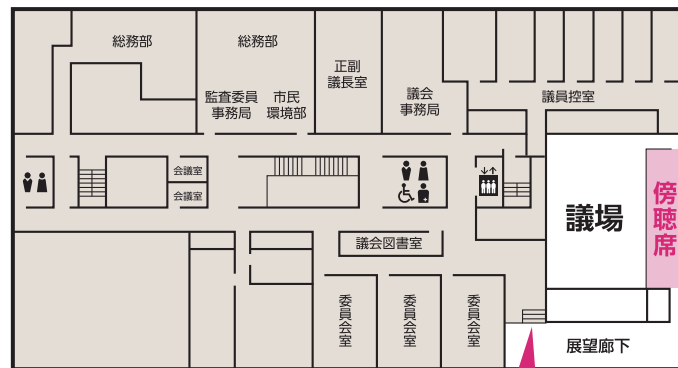 総務部
総務部
監査委員
事務局
市民
環境部
正副
議長室
議会
事務局
議員控室
会議室
会議室
議会図書室
議場
傍聴席
委員会室
委員会室
委員会室
展望廊下